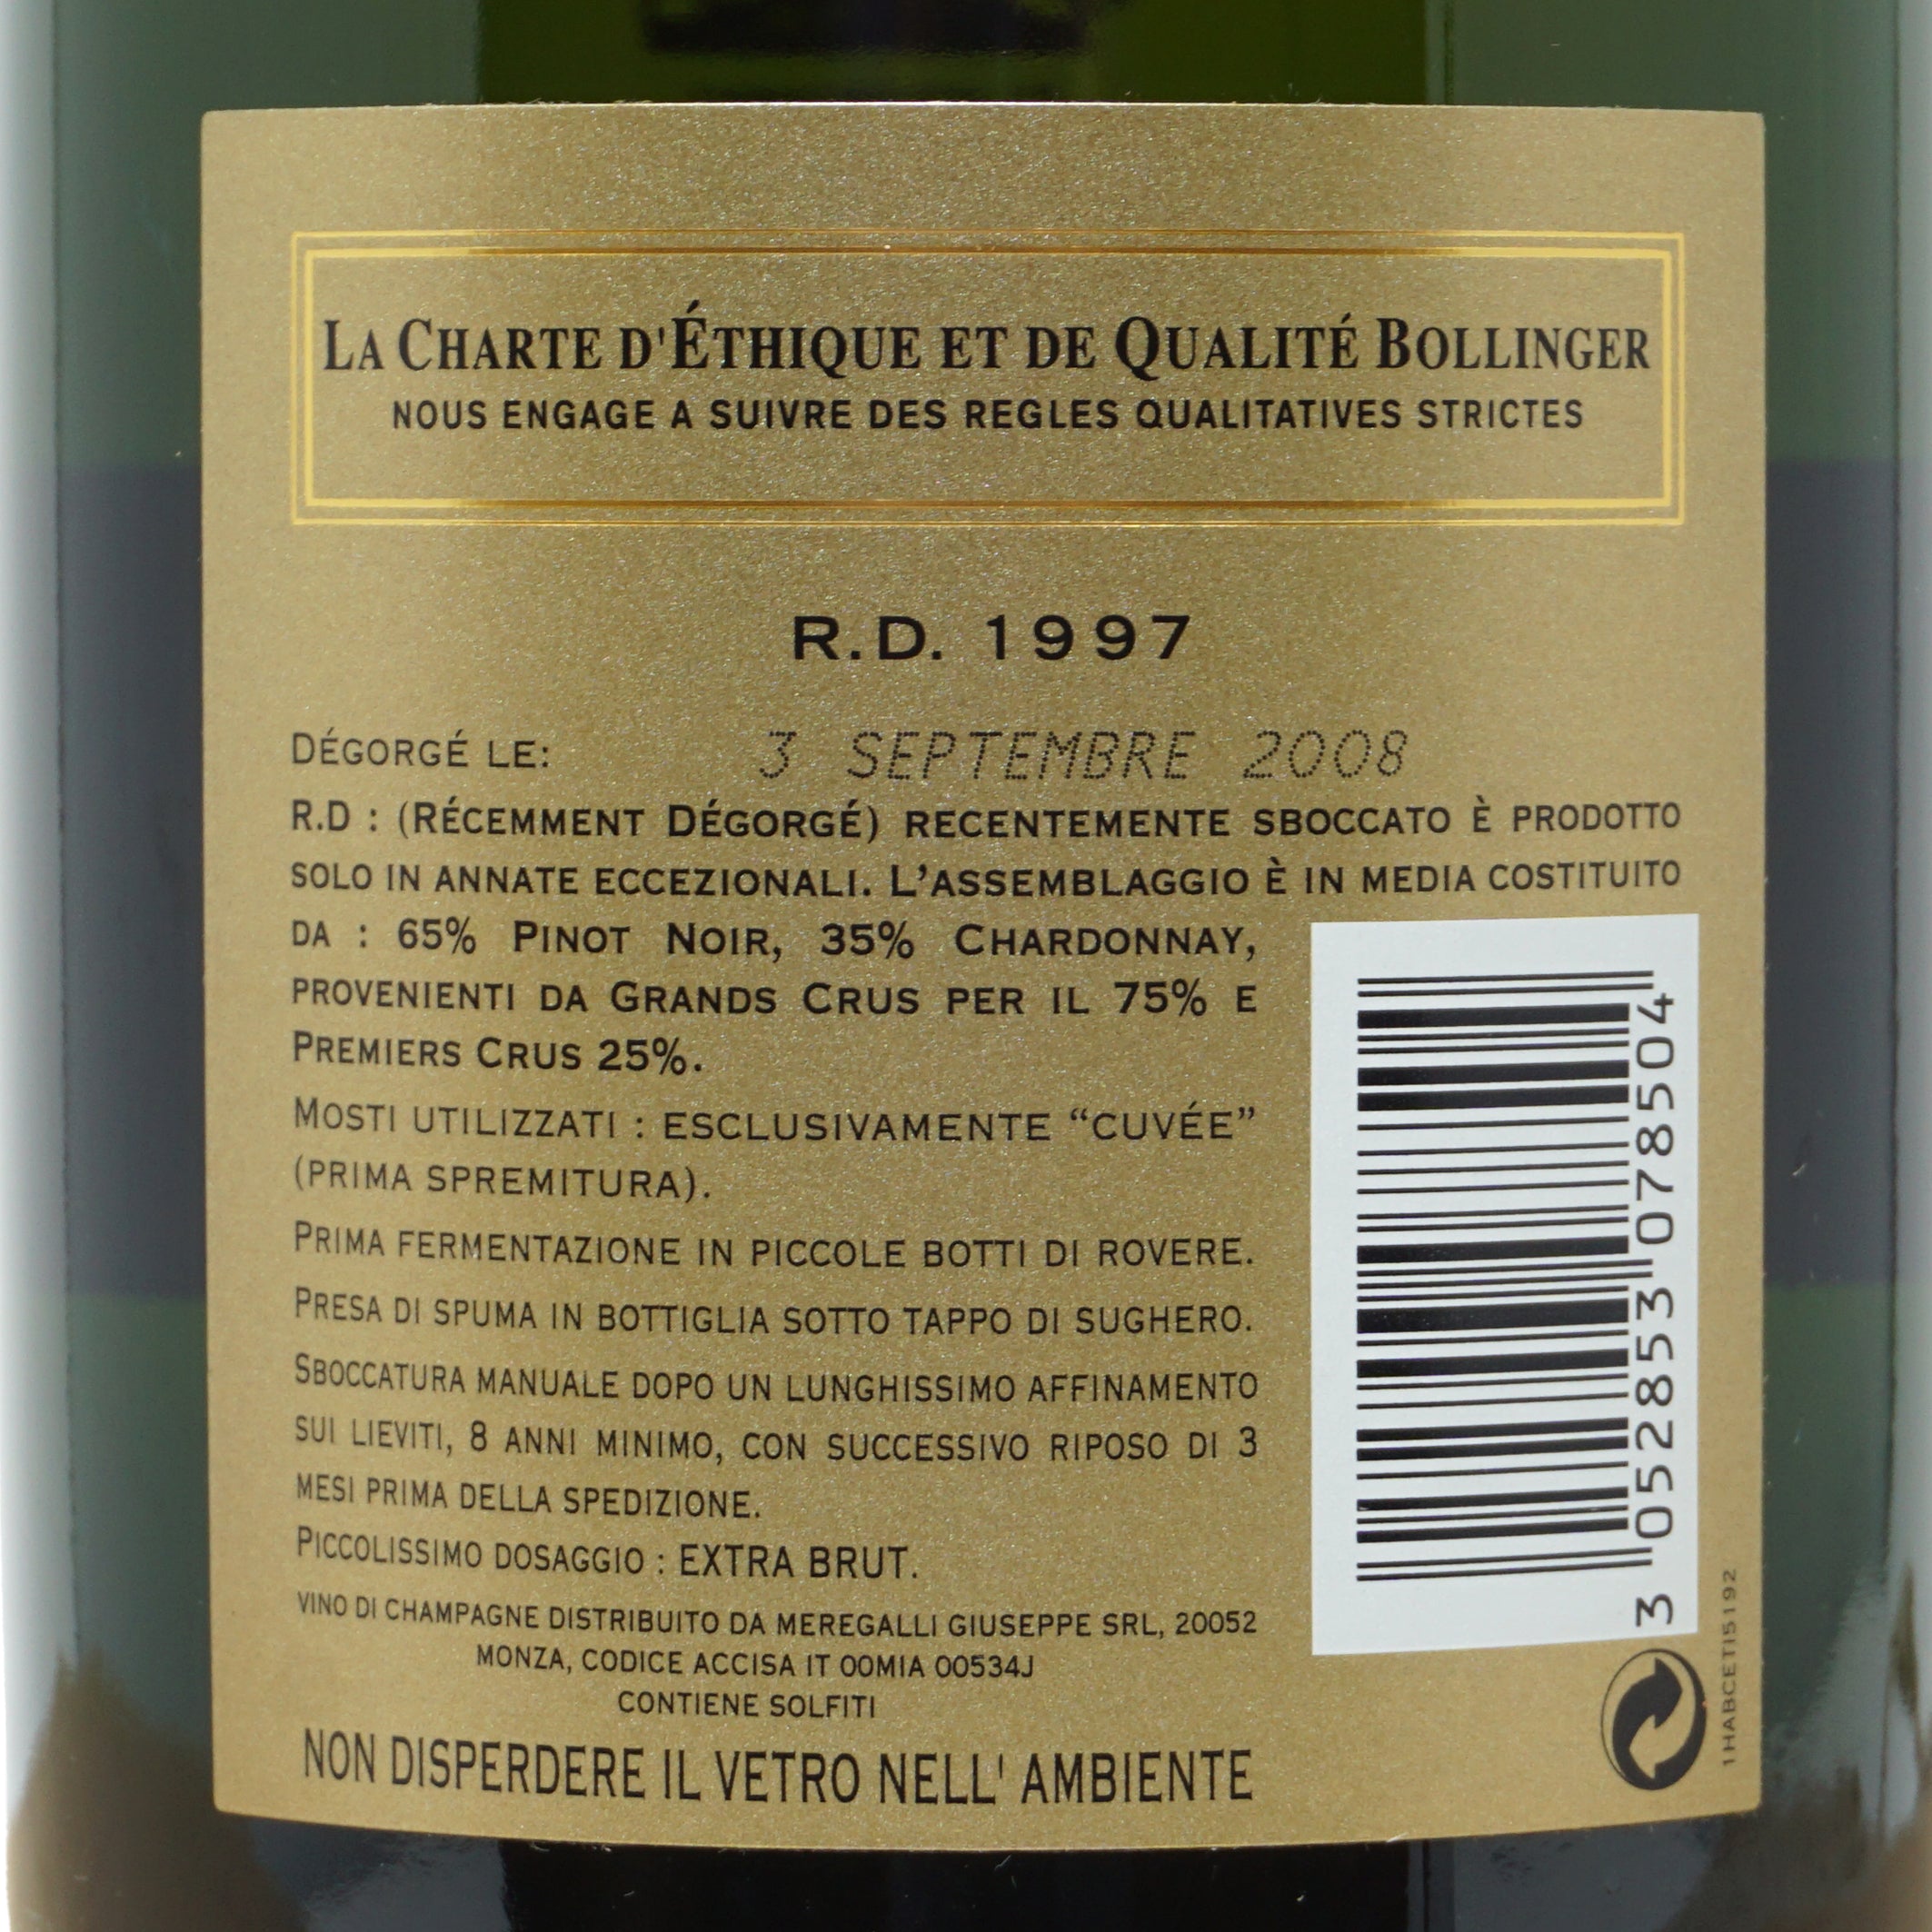 LA CHARTE D'ÉTHIQUE ET DE QUALITÉ BOLLINGER
NOUS ENGAGE A SUIVRE DES REGLES QUALITATIVES STRICTES
R.D. 1997
DÉGORGÉ LE: 3 SEPTEMBRE 2008
R.D : (RÉCEMMENT DÉGORGÉ) RECENTEMENTE SBOCCATO È PRODOTTO
SOLO IN ANNATE ECCEZIONALI. L'ASSEMBLAGGIO È IN MEDIA COSTITUITO
DA : 65% PINOT NOIR, 35% CHARDONNAY,
PROVENIENTI DA GRANDS CRUS PER IL 75% E
PREMIERS CRUS 25%.
MOSTI UTILIZZATI : ESCLUSIVAMENTE “CUVÉE”
(PRIMA SPREMITURA).
PRIMA FERMENTAZIONE IN PICCOLE BOTTI DI ROVERE.
PRESA DI SPUMA IN BOTTIGLIA SOTTO TAPPO DI SUGHERO.
SBOCCATURA MANUALE DOPO UN LUNGHISSIMO AFFINAMENTO
SUI LIEVITI, 8 ANNI MINIMO, CON SUCCESSIVO RIPOSO DI 3
MESI PRIMA DELLA SPEDIZIONE.
PICCOLISSIMO DOSAGGIO : EXTRA BRUT.
VINO DI CHAMPAGNE DISTRIBUITO DA MEREGALLI GIUSEPPE SRL, 20052
MONZA, CODICE ACCISA IT OOMIA OO534J
CONTIENE SOLFITI
NON DISPERDERE IL VETRO NELL' AMBIENTE
3 052853 078504
1HABCETI5192